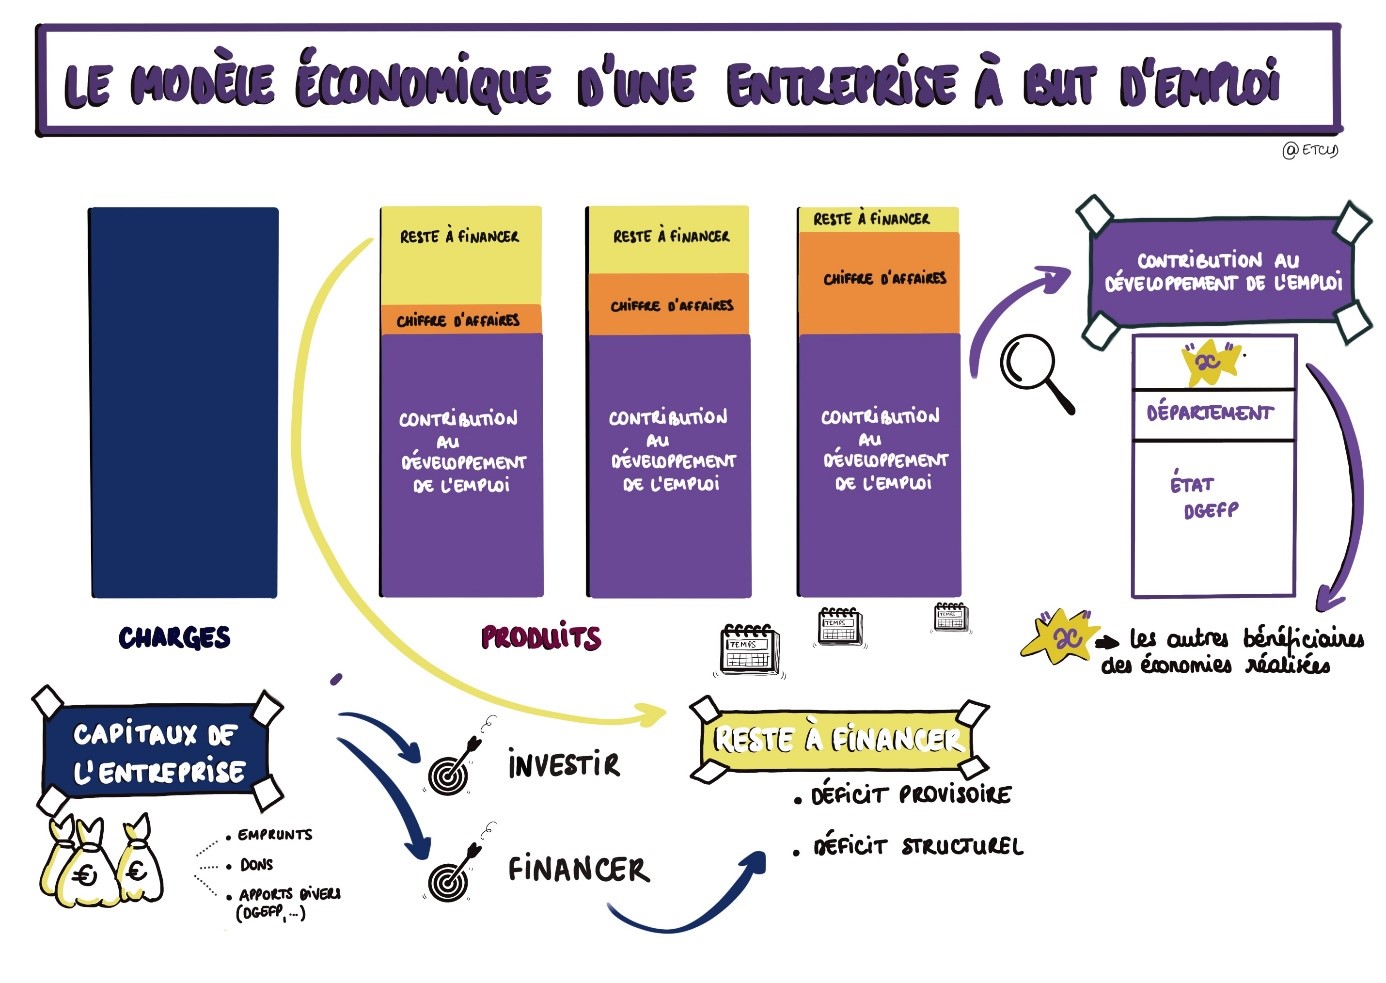 LE MODÈLE ÉCONOMIQUE D'UNE ENTREPRISE À BUT D'EMPLOI
@ETCLD
RESTE À FINANCER
CHIFFRE D'AFFAIRES
CONTRIBUTION
AU
DÉVELOPPEMENT
DE L'EMPLOI
RESTE À FINANCER
CHIFFRE D'AFFAIRES
CONTRIBUTION
AU
DÉVELOPPEMENT
DE L'EMPLOI
RESTE À FINANCER
CHIFFRE D'AFFAIRES
CONTRIBUTION
AU
DÉVELOPPEMENT
DE L'EMPLOI
CONTRIBUTION AU
DÉVELOPPEMENT DE L'EMPLOI
DÉPARTEMENT
ÉTAT
DGEFP
CHARGES
PRODUITS
TEMPS
TEMPS
TEMPS
les autres bénéficiaires
des économies réalisées
CAPITAUX DE
L'ENTREPRISE
€ €
• EMPRUNTS
• DONS
• APPORTS DIVERS
(DGEFP,...)
INVESTIR
FINANCER
RESTE À FINANCER
• DÉFICIT PROVISOIRE
• DÉFICIT STRUCTUREL